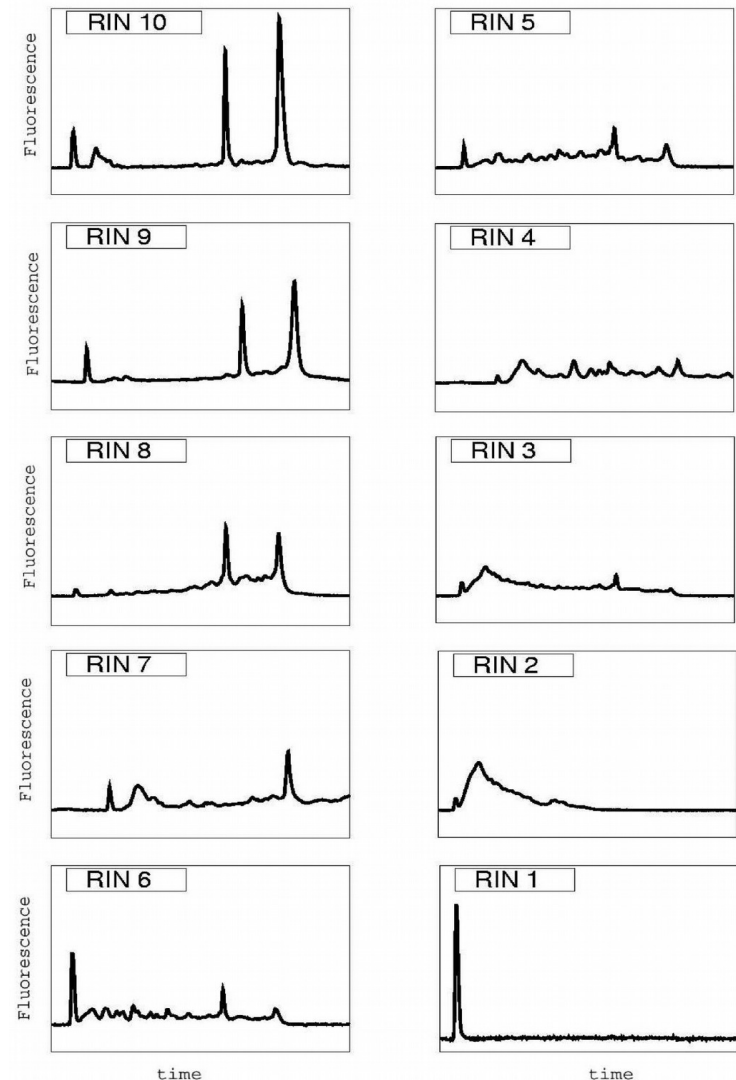 RIN 10
Fluorescence
RIN 5
RIN 9
Fluorescence
RIN 4
RIN 8
Fluorescence
RIN 3
RIN 7
Fluorescence
RIN 2
RIN 6
Fluorescence
RIN 1
time
time